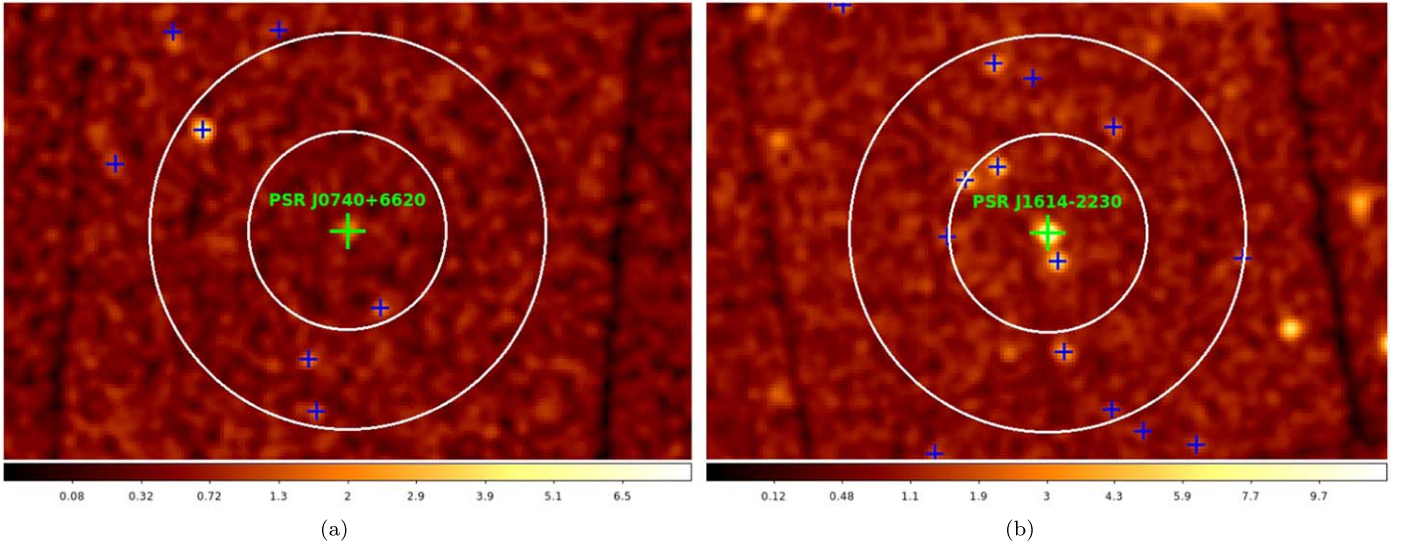 PSR J0740+6620
PSR J1614-2230
0.08 0.32 0.72 1.3 2 2.9 3.9 5.1 6.5
0.12 0.48 1.1 1.9 3 4.3 5.9 7.7 9.7
(a)
(b)